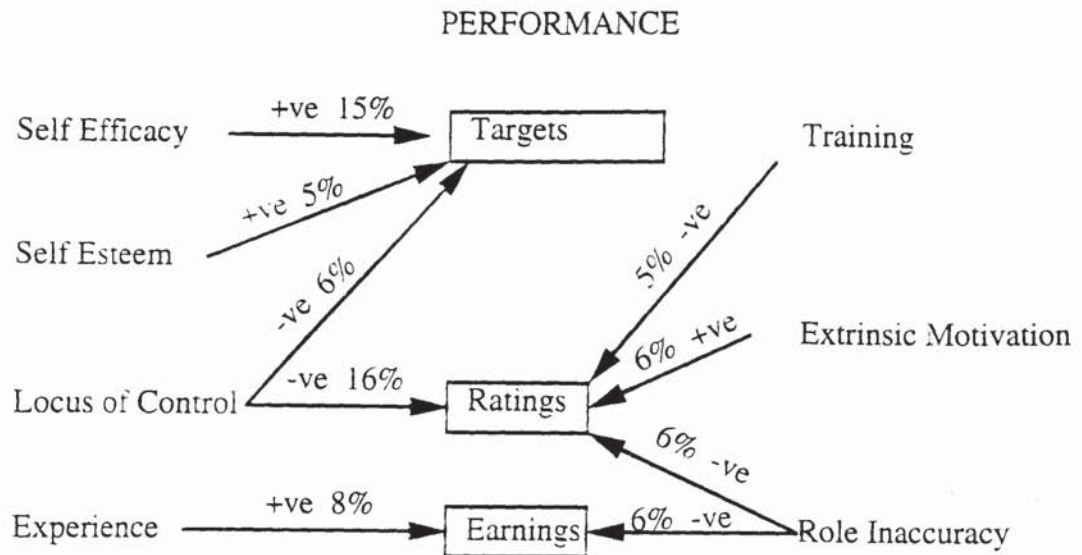 PERFORMANCE
+ve 15%
Self Efficacy
Targets
Training
+ve 5%
Self Esteem
5% -ve
-ve 6%
Extrinsic Motivation
6% +ve
-ve 16%
Locus of Control
Ratings
6% -ve
+ve 8%
Experience
Earnings
6% -ve
Role Inaccuracy